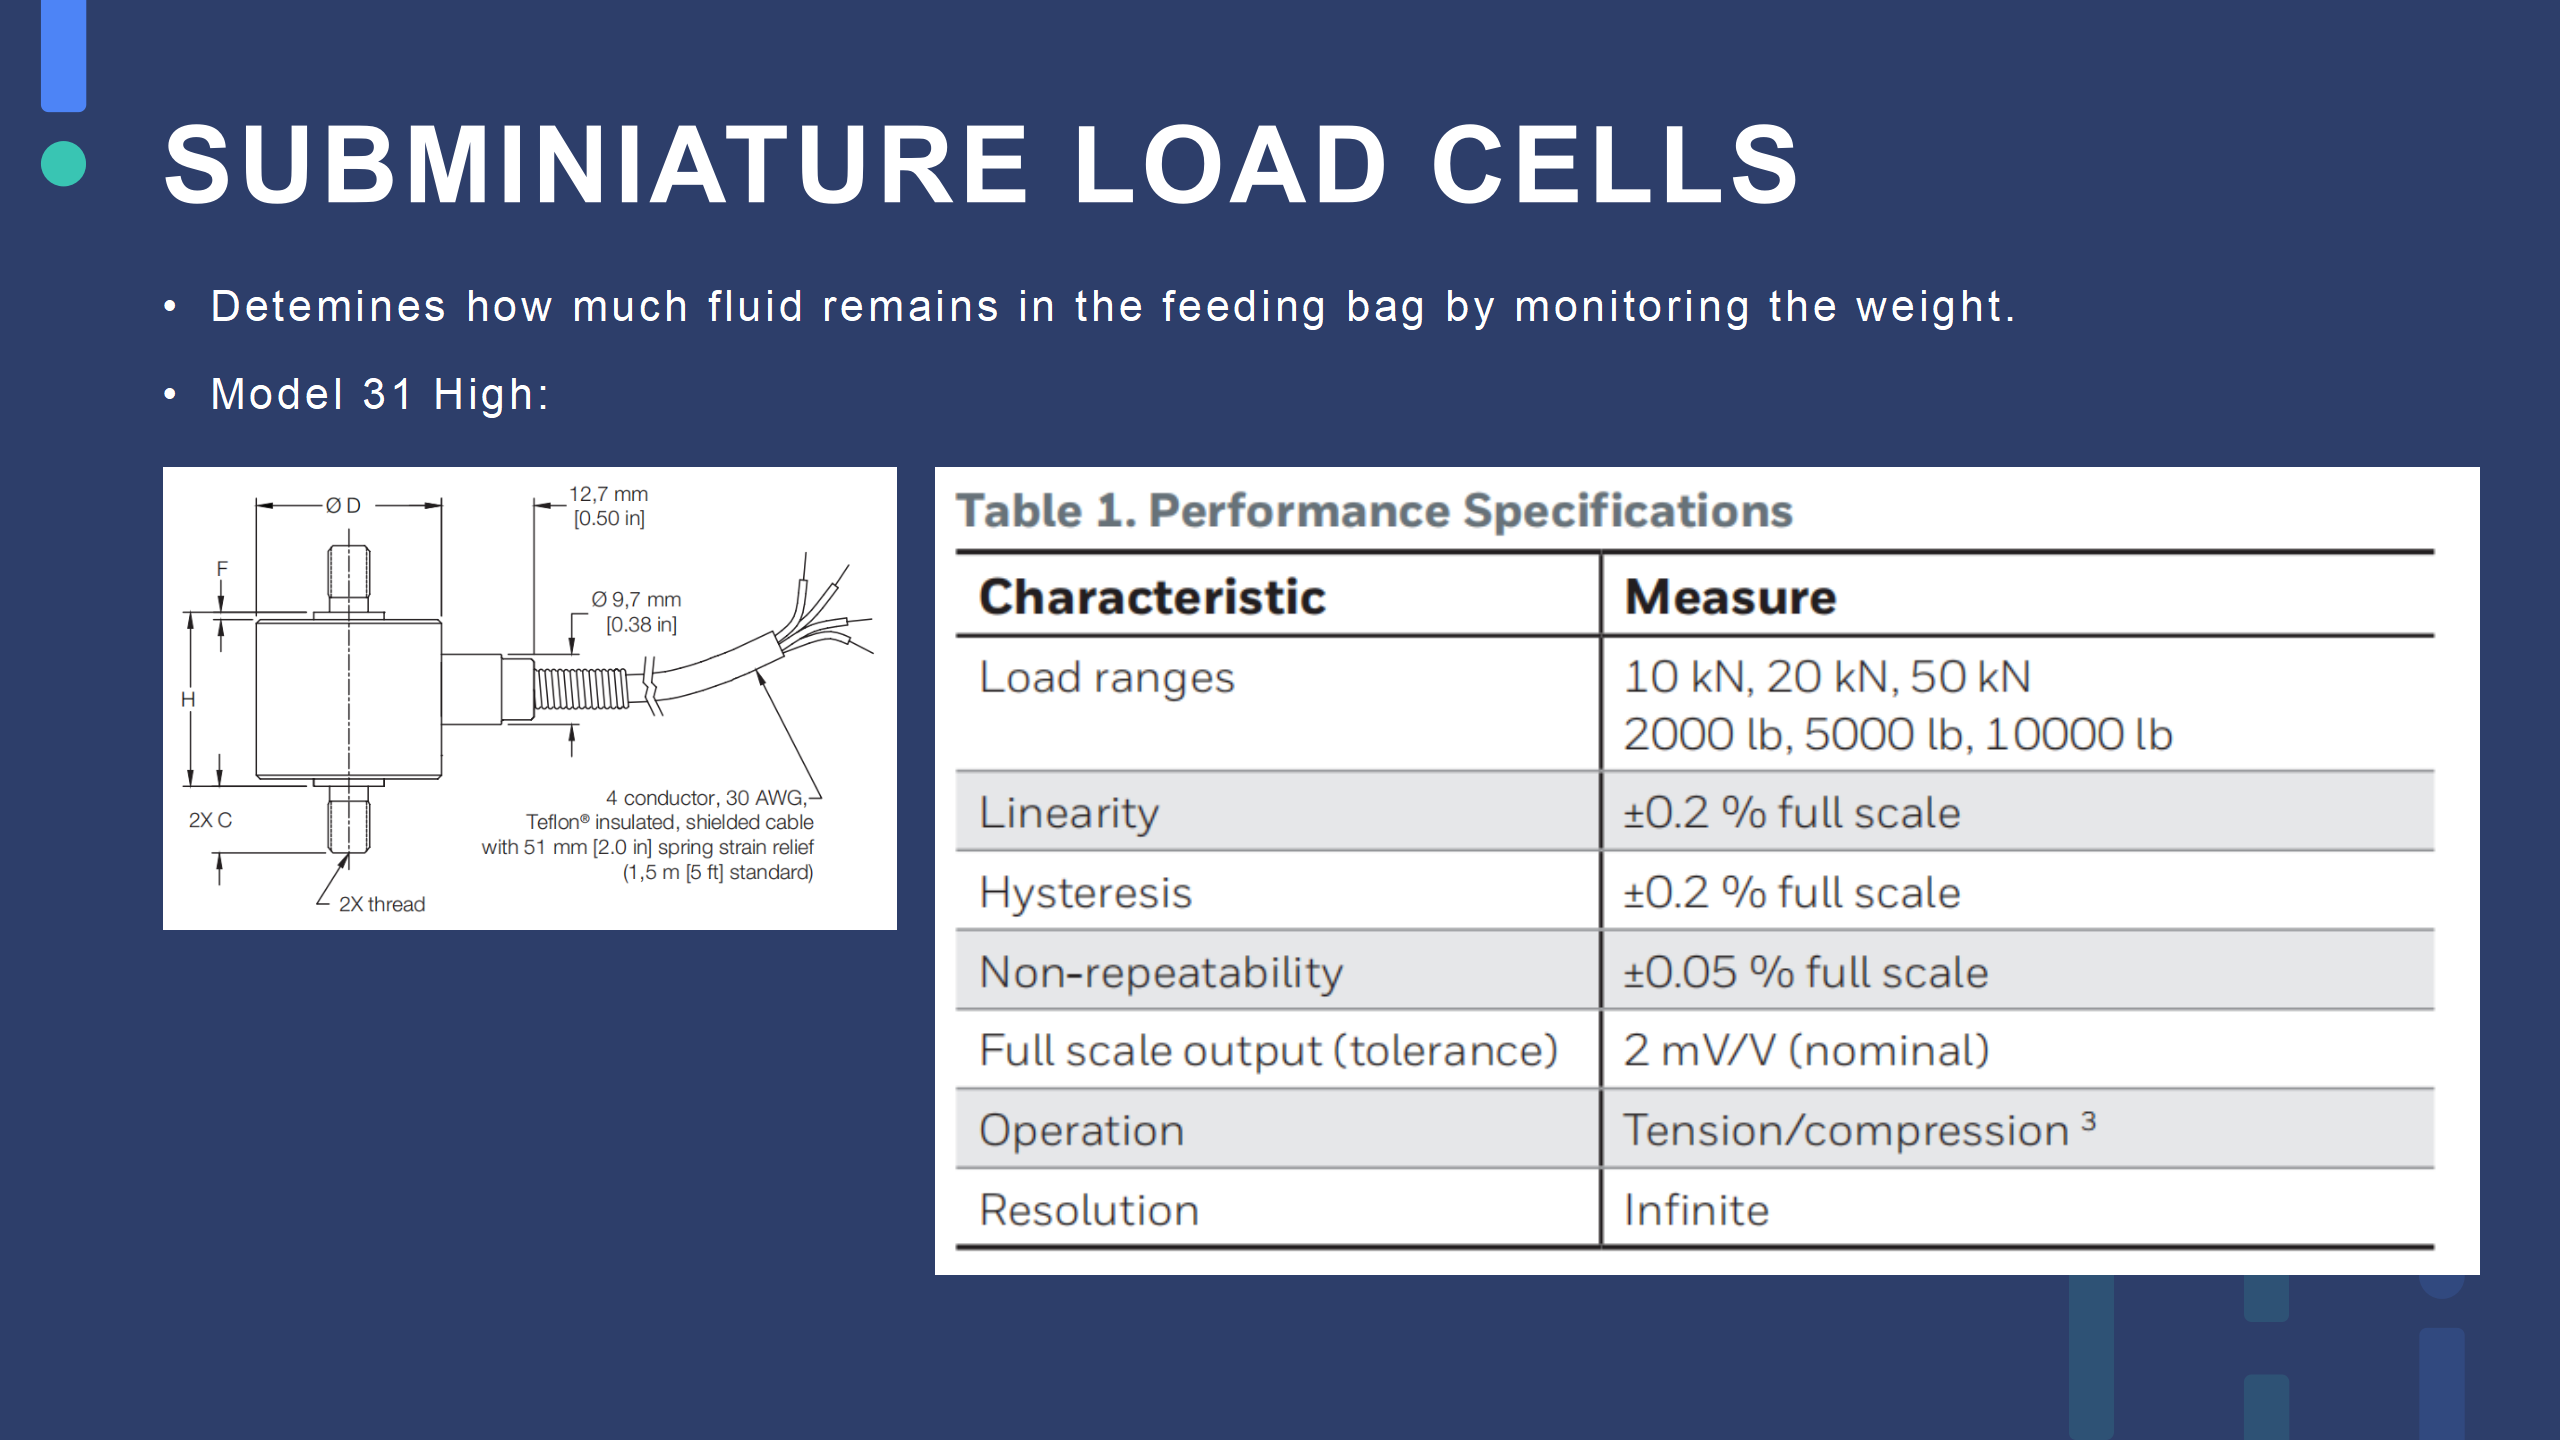 SUBMINIATURE LOAD CELLS
• Detemines how much fluid remains in the feeding bag by monitoring the weight.
• Model 31 High:
Ø D
12,7 mm
[0.50 in]
F
Ø 9,7 mm
[0.38 in]
H
2X C
4 conductor, 30 AWG,
Teflon® insulated, shielded cable
with 51 mm [2.0 in] spring strain relief
(1,5 m [5 ft] standard)
2X thread
Table 1. Performance Specifications
Characteristic Measure
Load ranges 10 kN, 20 kN, 50 kN
2000 lb, 5000 lb, 10000 lb
Linearity ±0.2 % full scale
Hysteresis ±0.2 % full scale
Non-repeatability ±0.05 % full scale
Full scale output (tolerance) 2 mV/V (nominal)
Operation Tension/compression ³
Resolution Infinite